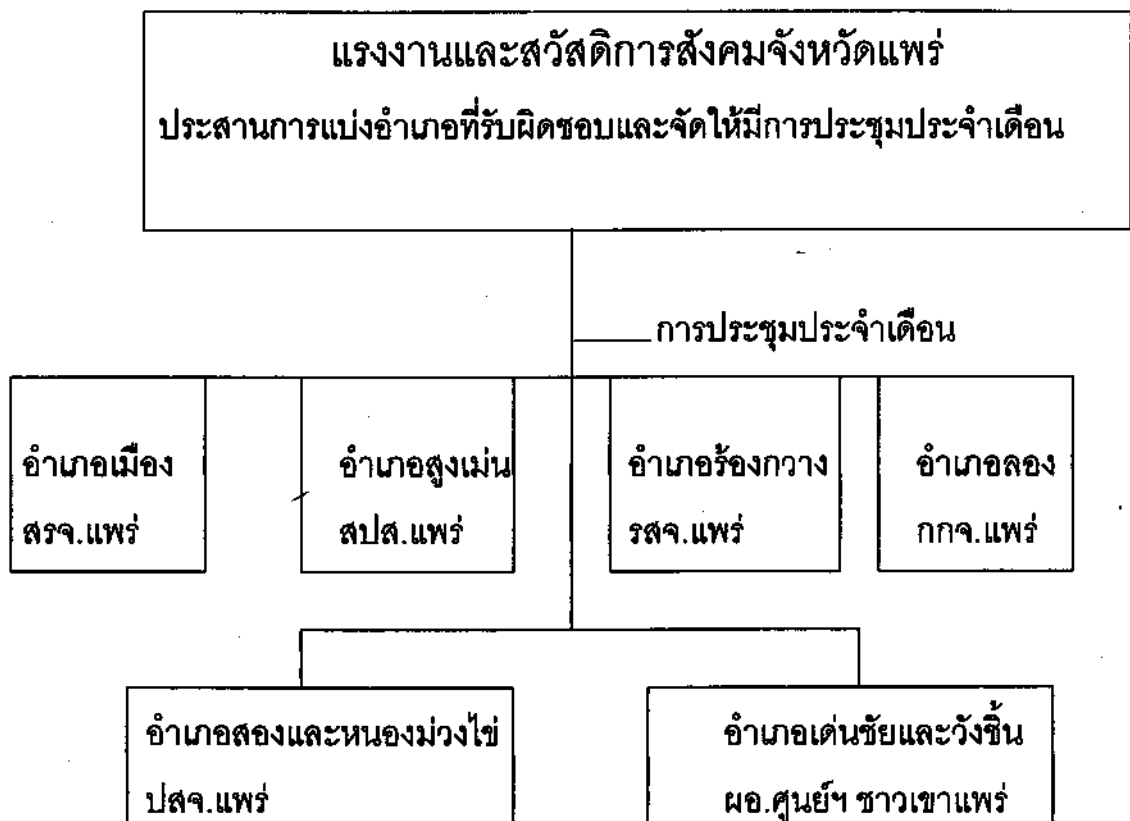 แรงงานและสวัสดิการสังคมจังหวัดแพร่
ประสานการแบ่งอำเภอที่รับผิดชอบและจัดให้มีการประชุมประจำเดือน
การประชุมประจำเดือน
อำเภอเมือง
สรจ.แพร่
อำเภอสูงเม่น
สปส.แพร่
อำเภอร้องกวาง
รสจ.แพร่
อำเภอลอง
กกจ.แพร่
อำเภอสองและหนองม่วงไข่
ปสจ.แพร่
อำเภอเด่นชัยและวังชิ้น
ผอ.ศูนย์ฯ ชาวเขาแพร่